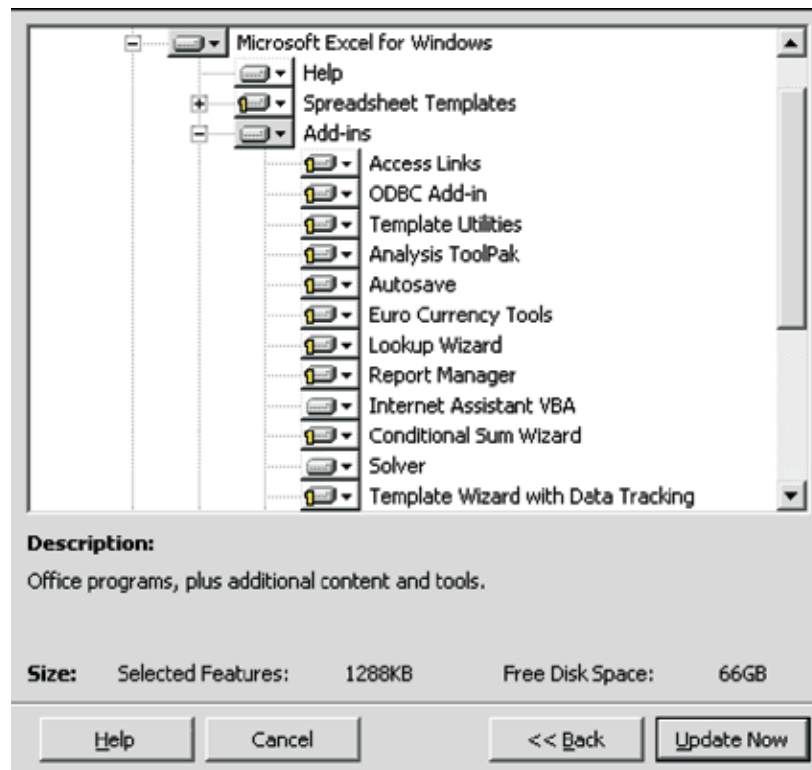 Microsoft Excel for Windows
Help
Spreadsheet Templates
Add-ins
Access Links
ODBC Add-in
Template Utilities
Analysis ToolPak
Autosave
Euro Currency Tools
Lookup Wizard
Report Manager
Internet Assistant VBA
Conditional Sum Wizard
Solver
Template Wizard with Data Tracking
Description:
Office programs, plus additional content and tools.
Size: Selected Features: 1288KB Free Disk Space: 66GB
Help Cancel << Back Update Now